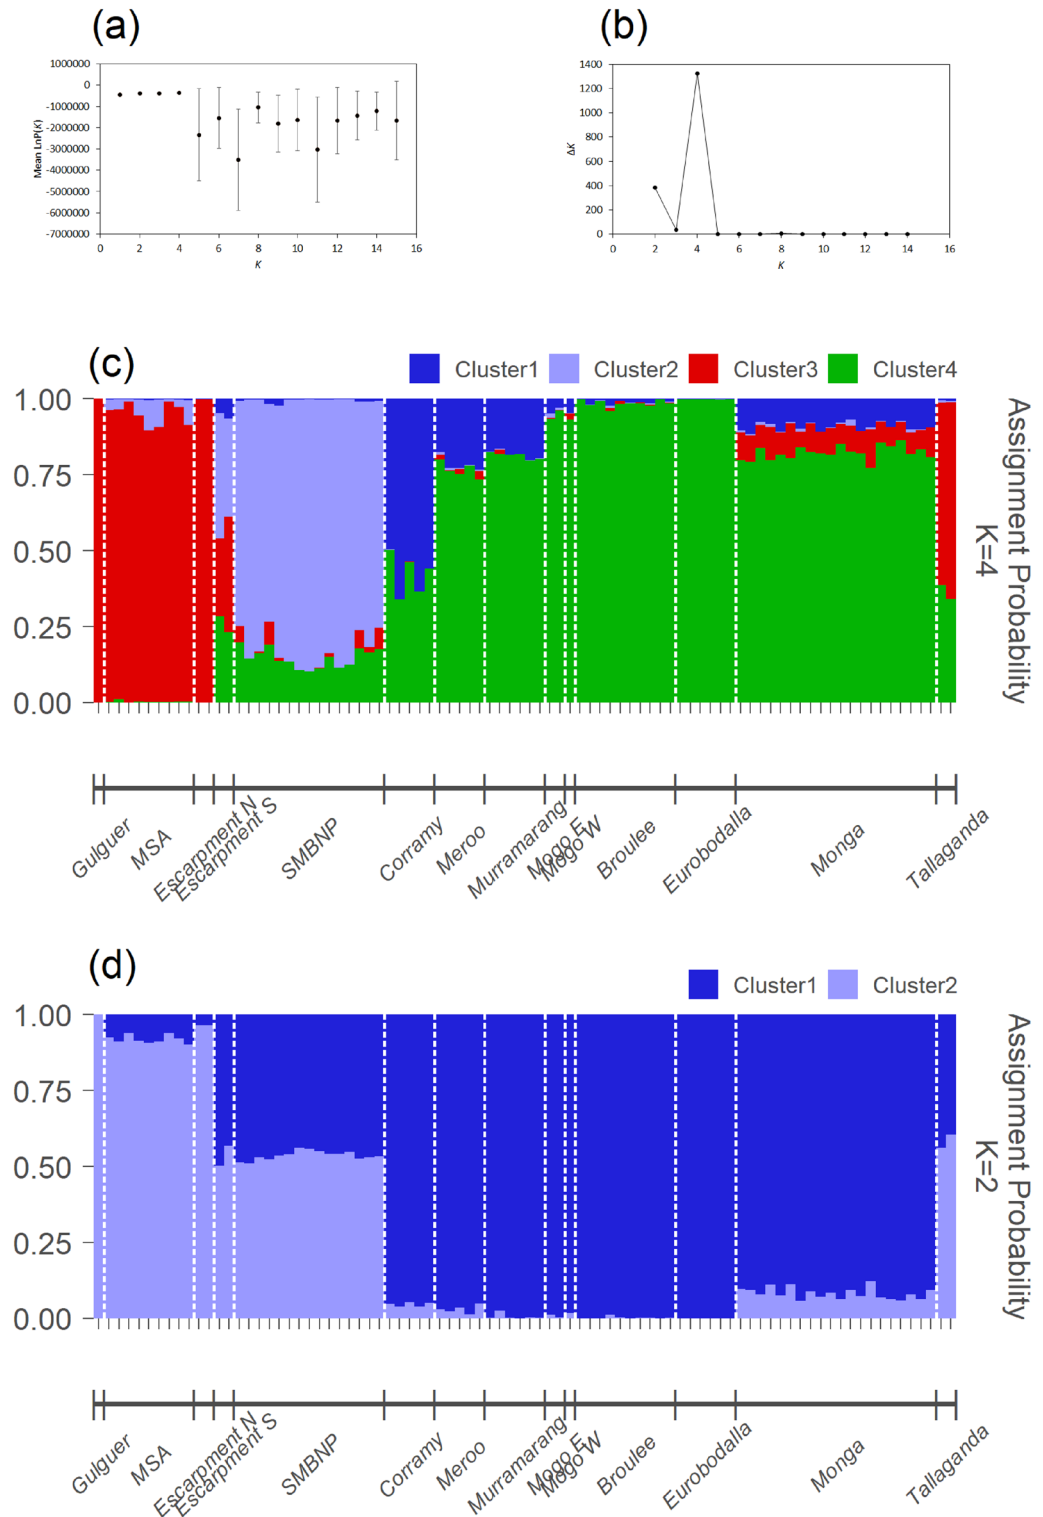 (a)
(b)
1000000
0
-1000000
-2000000
-3000000
-4000000
-5000000
-6000000
-7000000
Mean LnP(K)
0 2 4 6 8 10 12 14 16
K
1400
1200
1000
800
600
400
200
0
ΔK
0 2 4 6 8 10 12 14 16
K
(c)
Cluster1 Cluster2 Cluster3 Cluster4
1.00
0.75
0.50
0.25
0.00
Assignment Probability
K=4
Gulguer MSA Escarpment N Escarpment S SMBNP Corramy Meroo Murramarang Mogo E Mogo W Broulee Eurobodalla Monga Tallaganda
(d)
Cluster1 Cluster2
1.00
0.75
0.50
0.25
0.00
Assignment Probability
K=2
Gulguer MSA Escarpment N Escarpment S SMBNP Corramy Meroo Murramarang Mogo E Mogo W Broulee Eurobodalla Monga Tallaganda